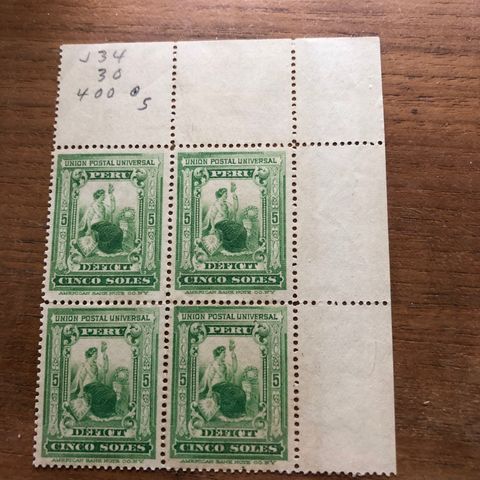 J34
30
400 @
5
UNION POSTAL UNIVERSAL
PERU
5 5
DEFICIT
CINCO SOLES
AMERICAN BANK NOTE CO. N.Y.
UNION POSTAL UNIVERSAL
PERU
5 5
DEFICIT
CINCO SOLES
AMERICAN BANK NOTE CO. N.Y.
UNION POSTAL UNIVERSAL
PERU
5 5
DEFICIT
CINCO SOLES
AMERICAN BANK NOTE CO. N.Y.
UNION POSTAL UNIVERSAL
PERU
5 5
DEFICIT
CINCO SOLES
AMERICAN BANK NOTE CO. N.Y.